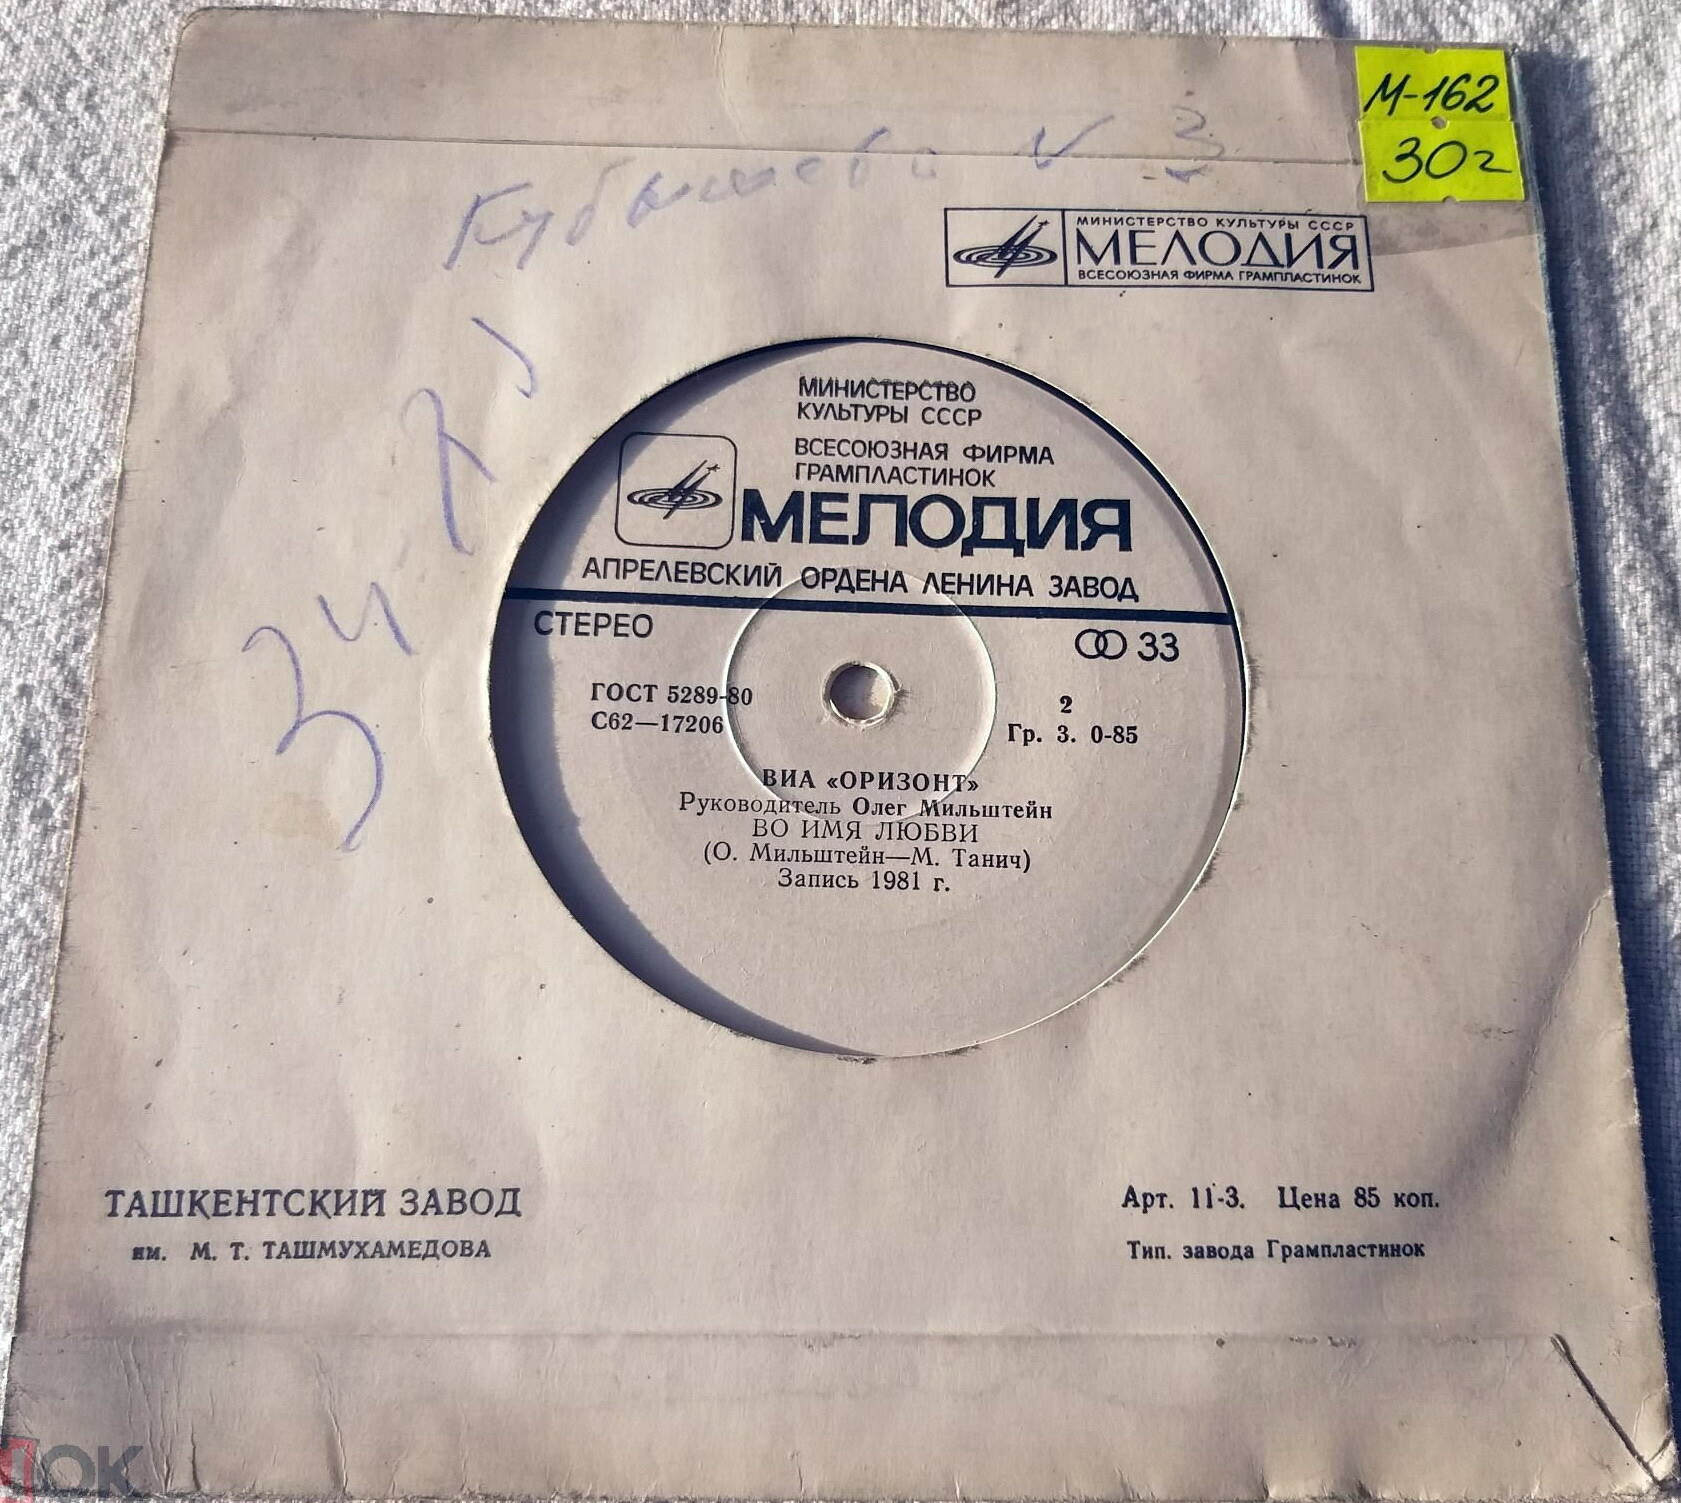 М-162
30г
N 3
МИНИСТЕРСТВО КУЛЬТУРЫ СССР
МЕЛОДИЯ
ВСЕСОЮЗНАЯ ФИРМА ГРАМПЛАСТИНОК
МИНИСТЕРСТВО
КУЛЬТУРЫ СССР
ВСЕСОЮЗНАЯ ФИРМА
ГРАМПЛАСТИНОК
МЕЛОДИЯ
АПРЕЛЕВСКИЙ ОРДЕНА ЛЕНИНА ЗАВОД
СТЕРЕО
33
ГОСТ 5289-80
С62—17206
2
Гр. 3. 0-85
ВИА «ОРИЗОНТ»
Руководитель Олег Мильштейн
ВО ИМЯ ЛЮБВИ
(О. Мильштейн—М. Танич)
Запись 1981 г.
ТАШКЕНТСКИЙ ЗАВОД
им. М. Т. ТАШМУХАМЕДОВА
Арт. 11-3. Цена 85 коп.
Тип. завода Грампластинок